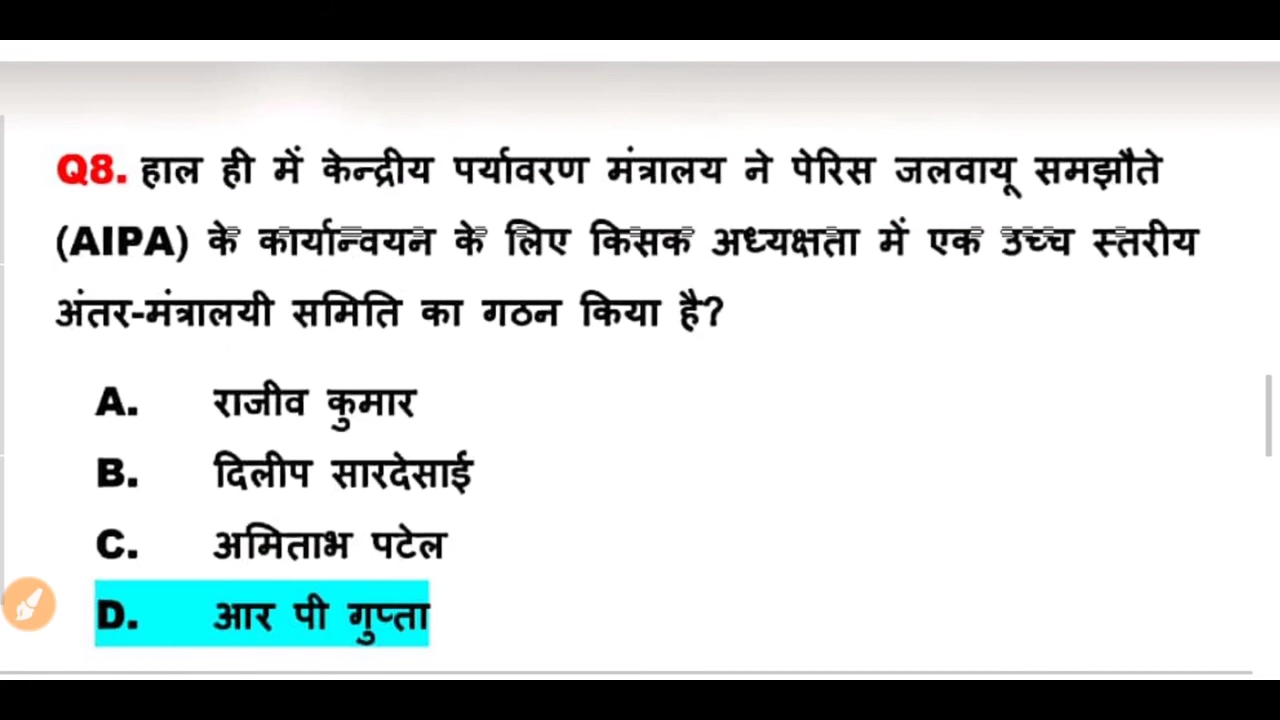 Q8. हाल ही में केन्द्रीय पर्यावरण मंत्रालय ने पेरिस जलवायू समझौते
(AIPA) के कार्यान्वयन के लिए किसक अध्यक्षता में एक उच्च स्तरीय
अंतर-मंत्रालयी समिति का गठन किया है?
A. राजीव कुमार
B. दिलीप सारदेसाई
C. अमिताभ पटेल
D. आर पी गुप्ता